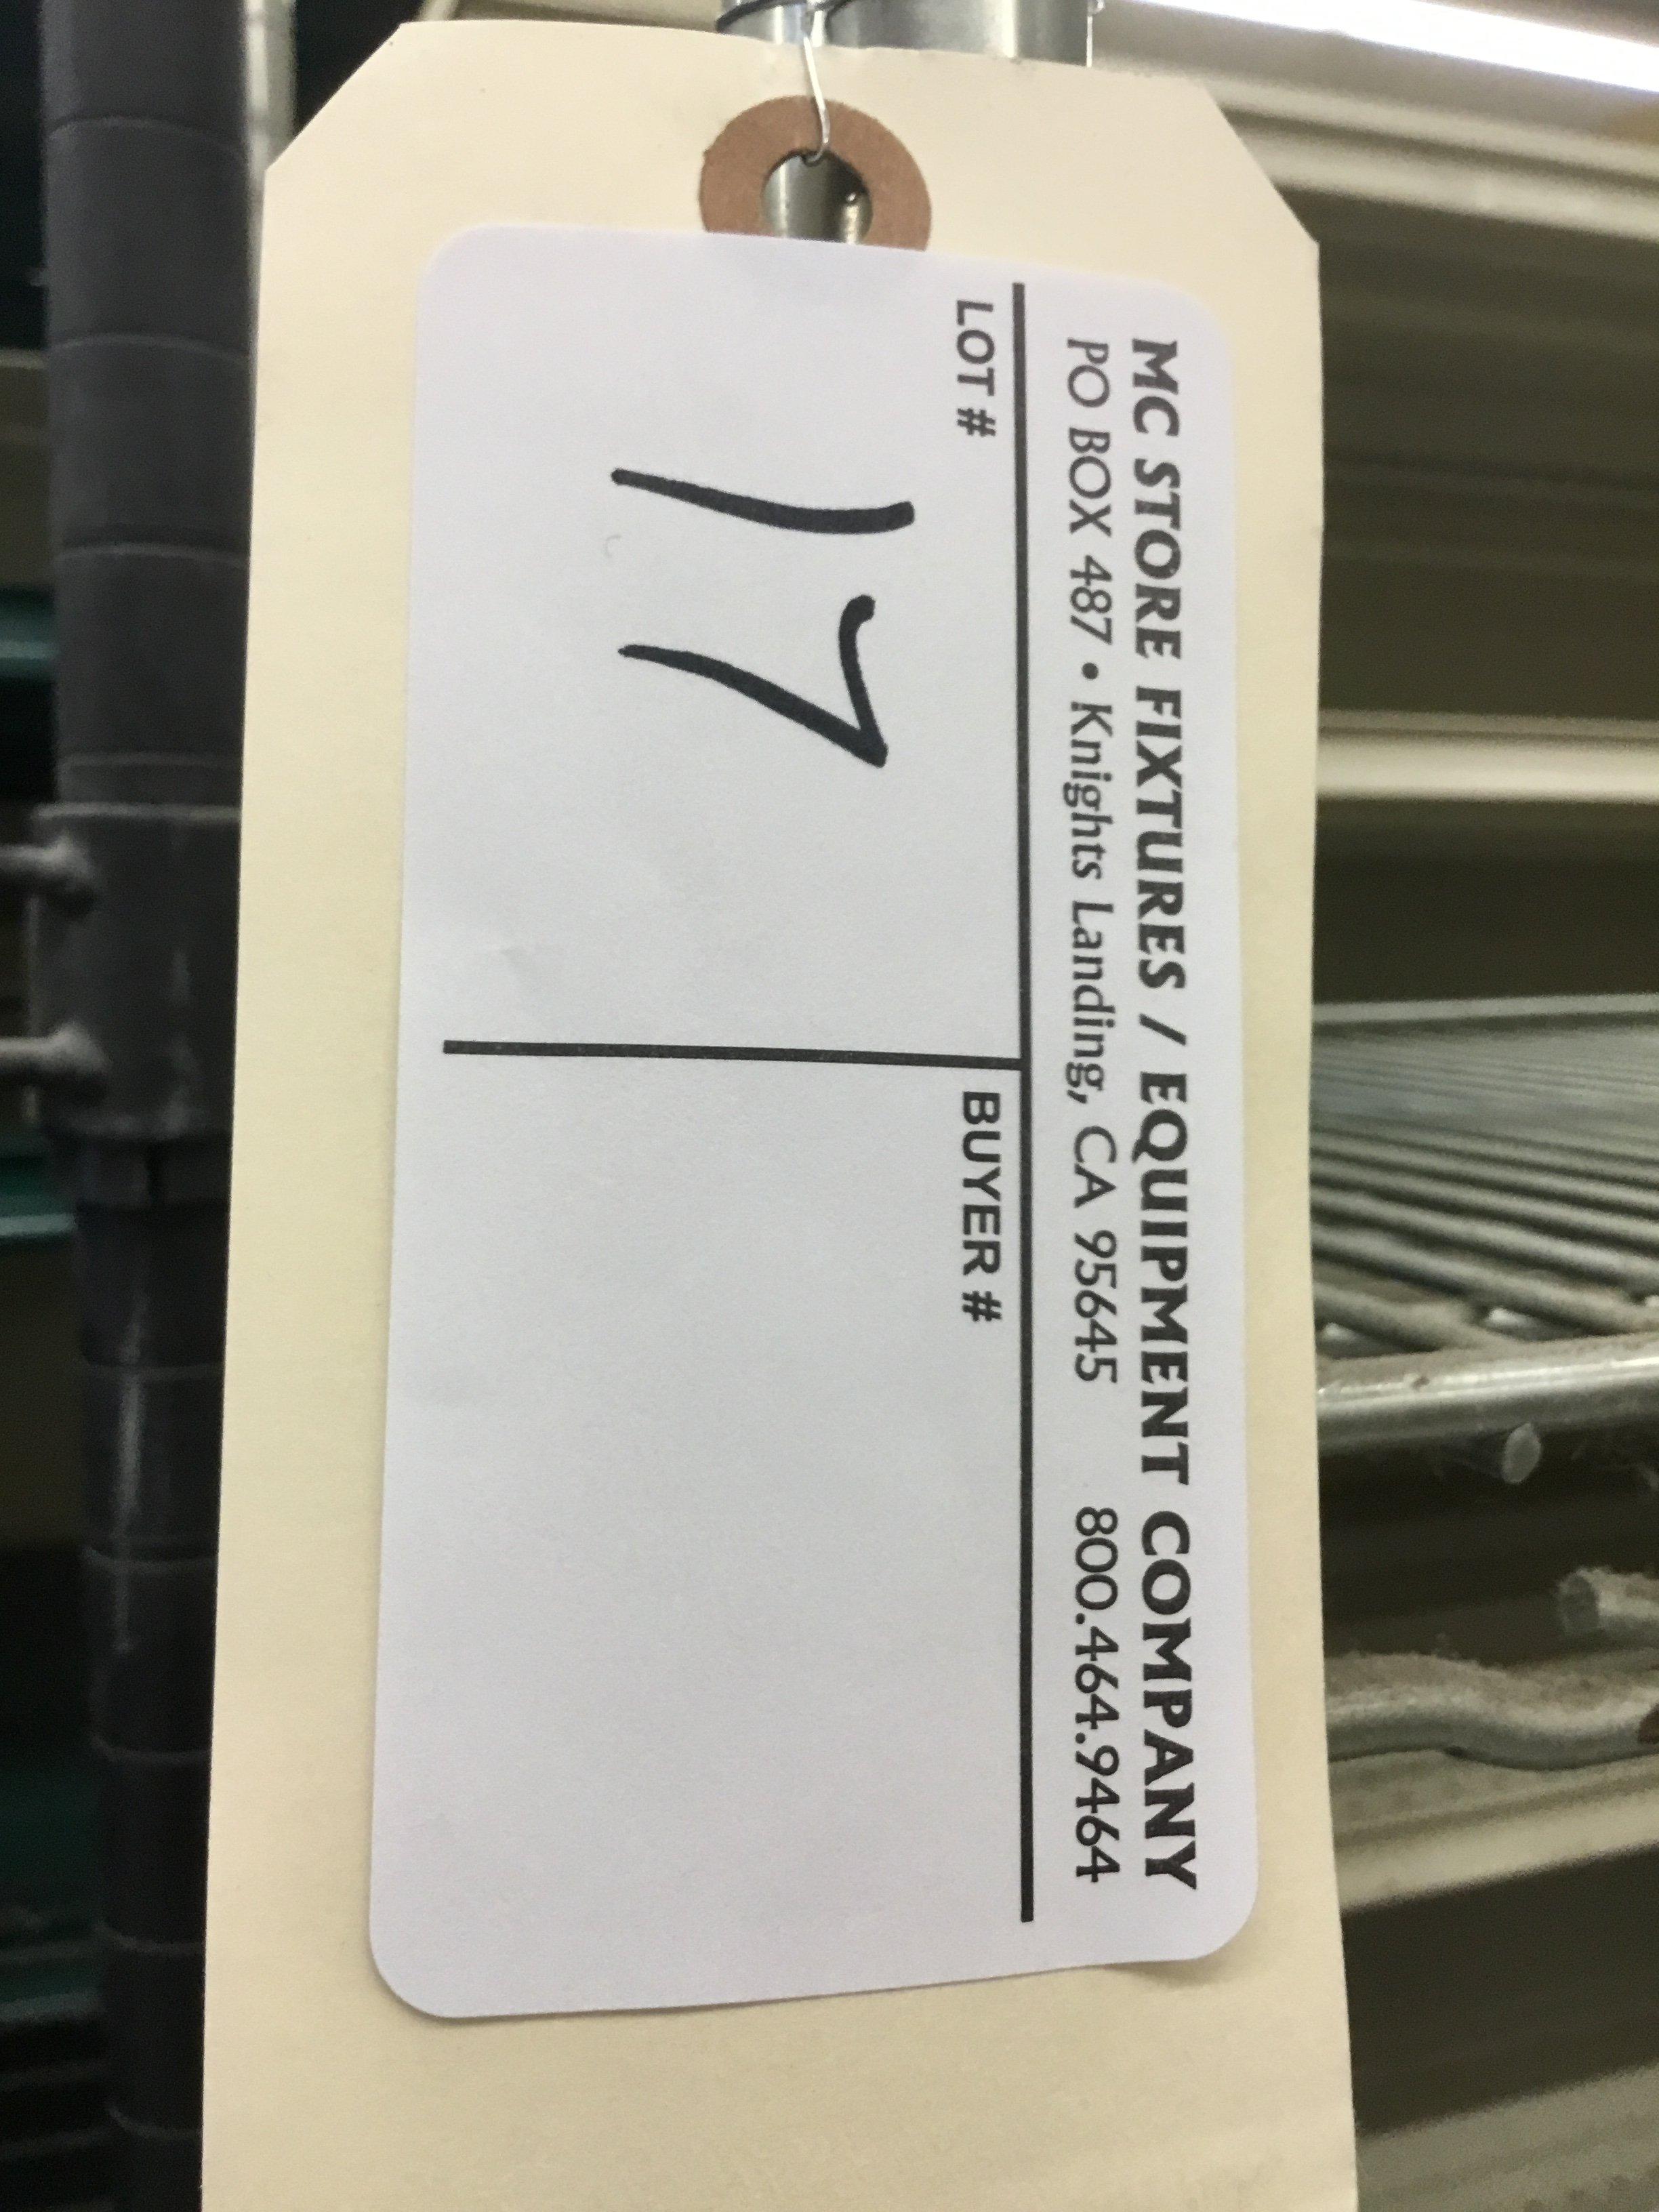 MC STORE FIXTURES / EQUIPMENT COMPANY
PO BOX 487 • Knights Landing, CA 95645 800.464.9464
LOT # BUYER #
17